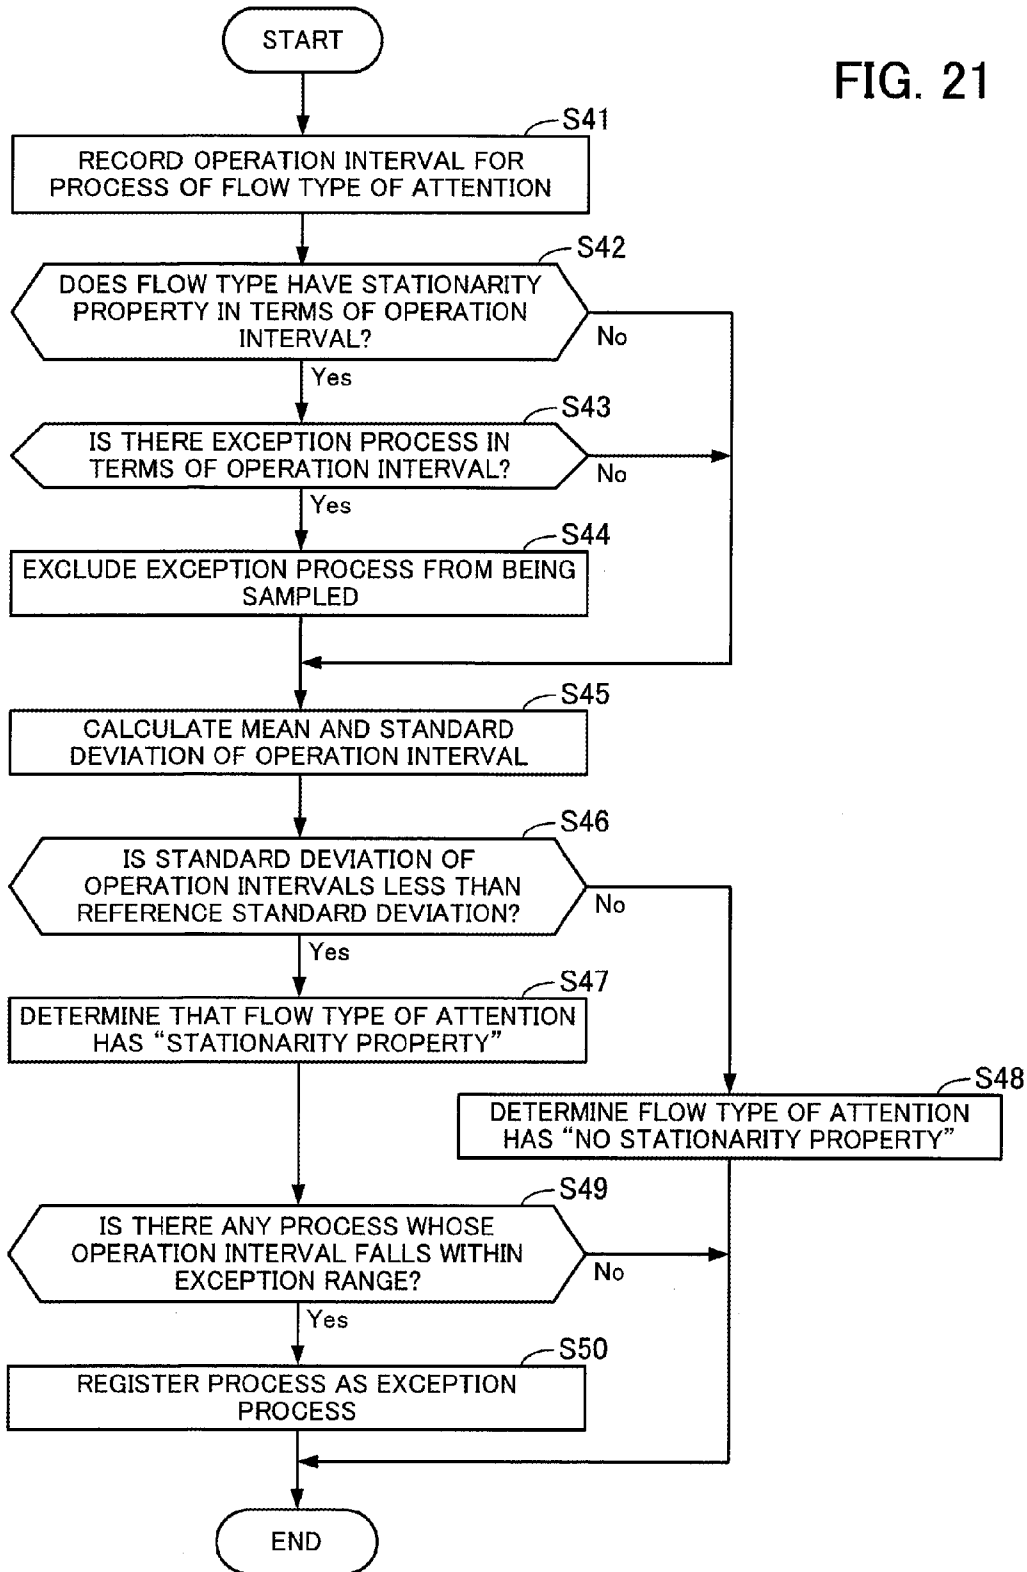 START
FIG. 21
S41
RECORD OPERATION INTERVAL FOR
PROCESS OF FLOW TYPE OF ATTENTION
S42
DOES FLOW TYPE HAVE STATIONARITY
PROPERTY IN TERMS OF OPERATION
INTERVAL?
No
Yes
S43
IS THERE EXCEPTION PROCESS IN
TERMS OF OPERATION INTERVAL?
No
Yes
S44
EXCLUDE EXCEPTION PROCESS FROM BEING
SAMPLED
S45
CALCULATE MEAN AND STANDARD
DEVIATION OF OPERATION INTERVAL
S46
IS STANDARD DEVIATION OF
OPERATION INTERVALS LESS THAN
REFERENCE STANDARD DEVIATION?
No
Yes
S47
DETERMINE THAT FLOW TYPE OF ATTENTION
HAS “STATIONARITY PROPERTY”
S48
DETERMINE FLOW TYPE OF ATTENTION
HAS “NO STATIONARITY PROPERTY”
S49
IS THERE ANY PROCESS WHOSE
OPERATION INTERVAL FALLS WITHIN
EXCEPTION RANGE?
No
Yes
S50
REGISTER PROCESS AS EXCEPTION
PROCESS
END